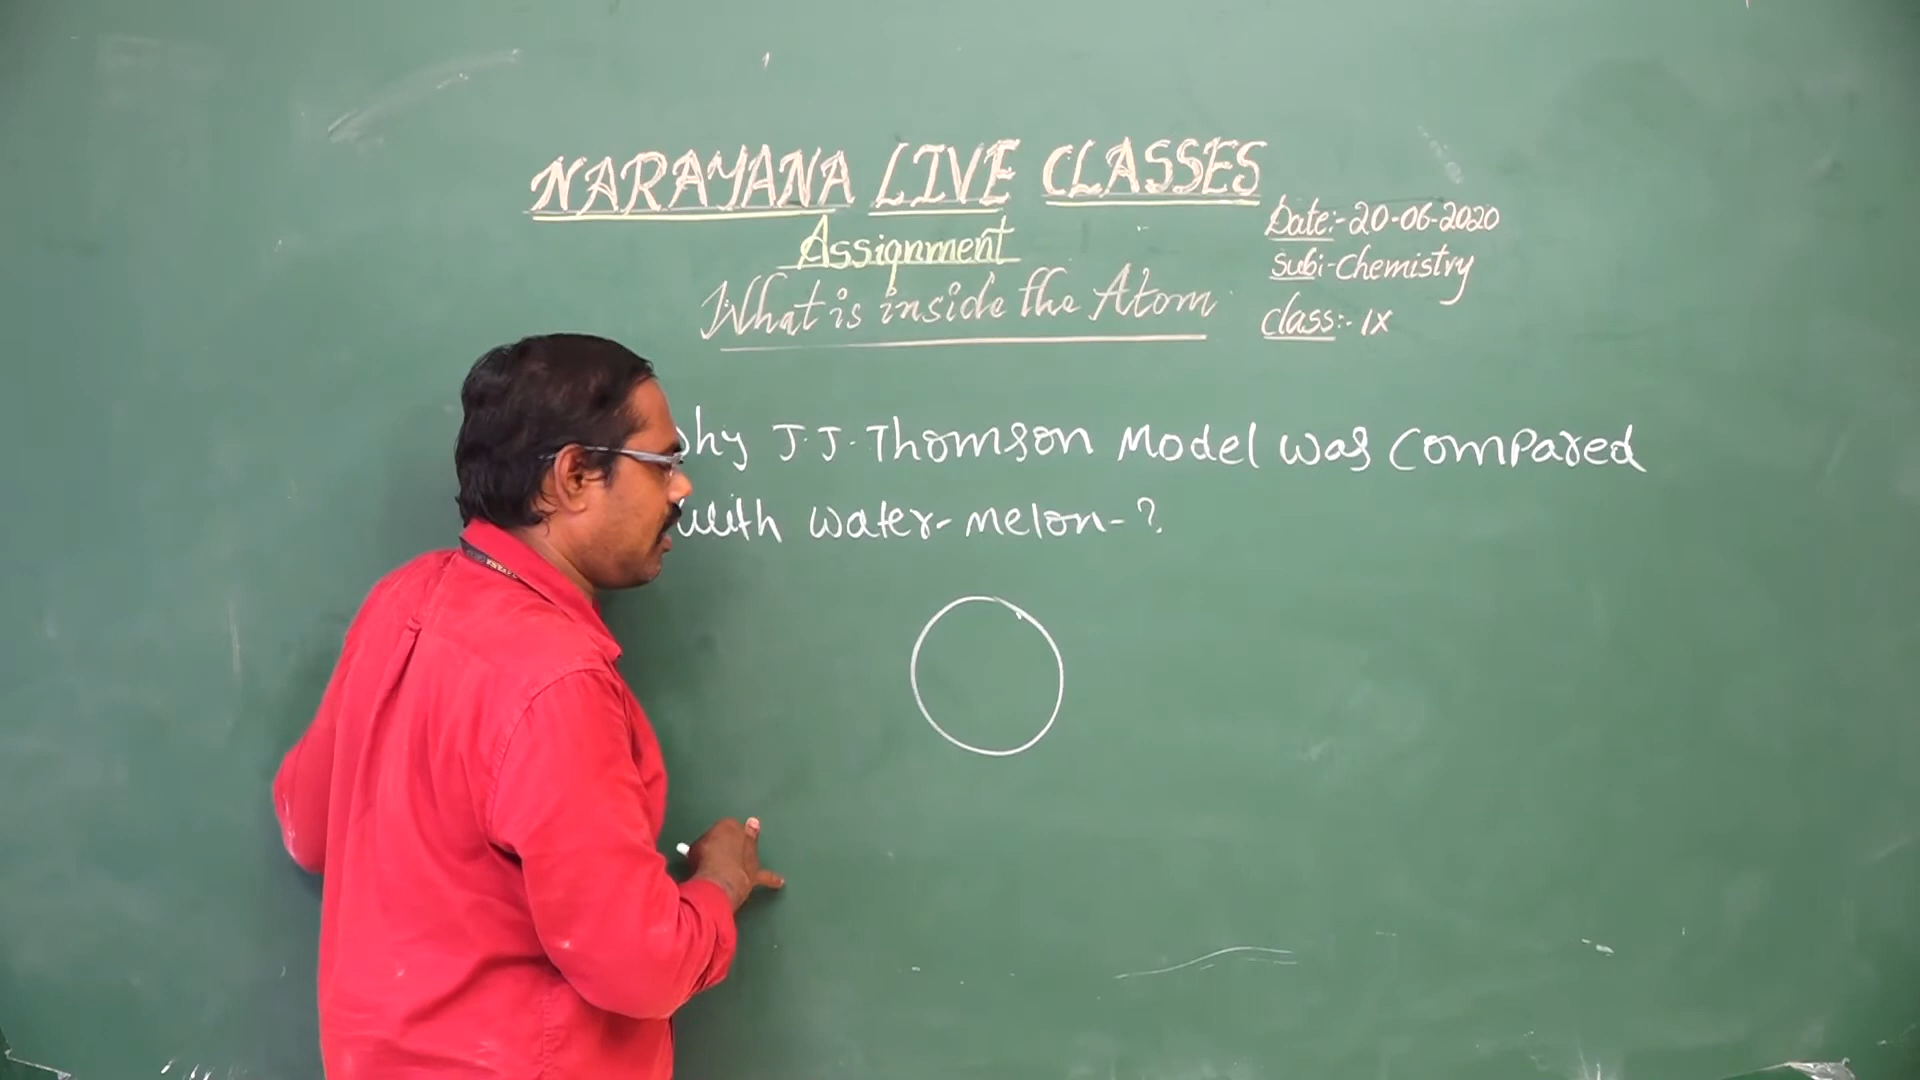 NARAYANA LIVE CLASSES
Assignment
What is inside the Atom
Date:-20-06-2020
Sub:-Chemistry
Class:-IX
hy J.J.Thomson Model was compared
with water-melon-?